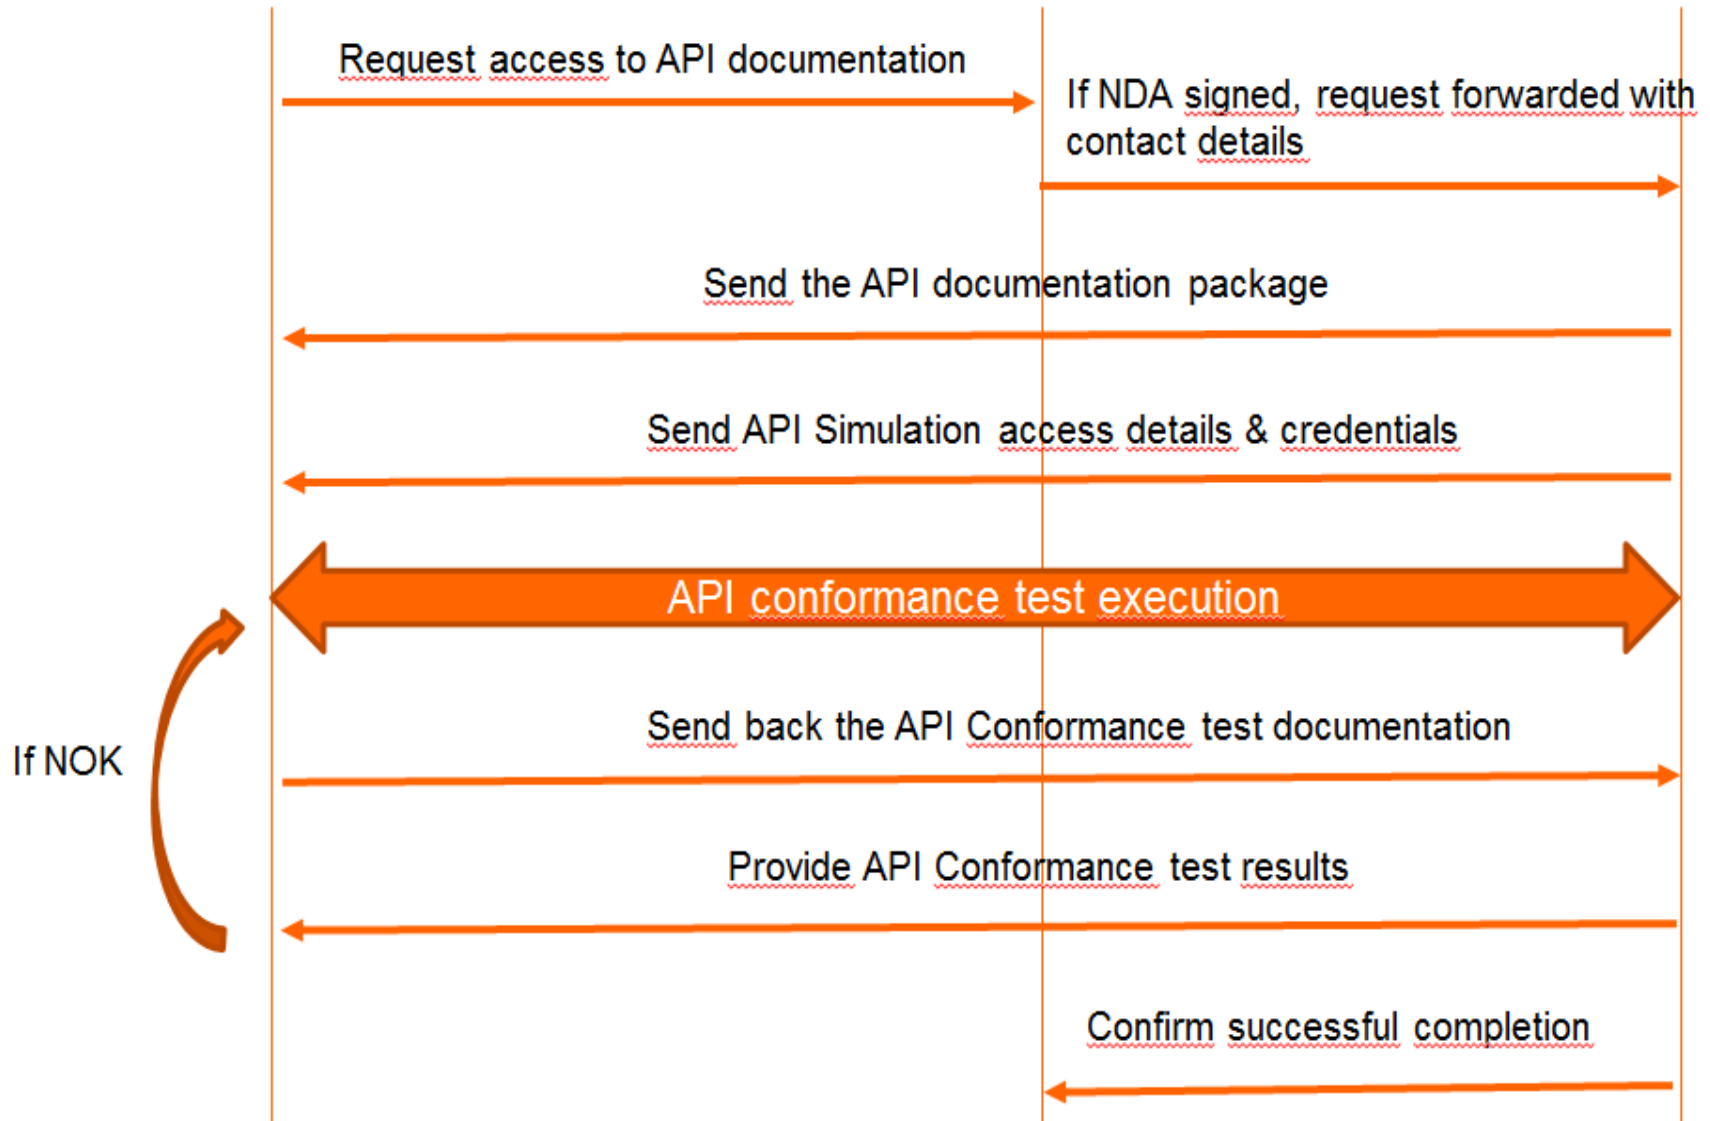 Request access to API documentation
If NDA signed, request forwarded with
contact details
Send the API documentation package
Send API Simulation access details & credentials
API conformance test execution
Send back the API Conformance test documentation
If NOK
Provide API Conformance test results
Confirm successful completion